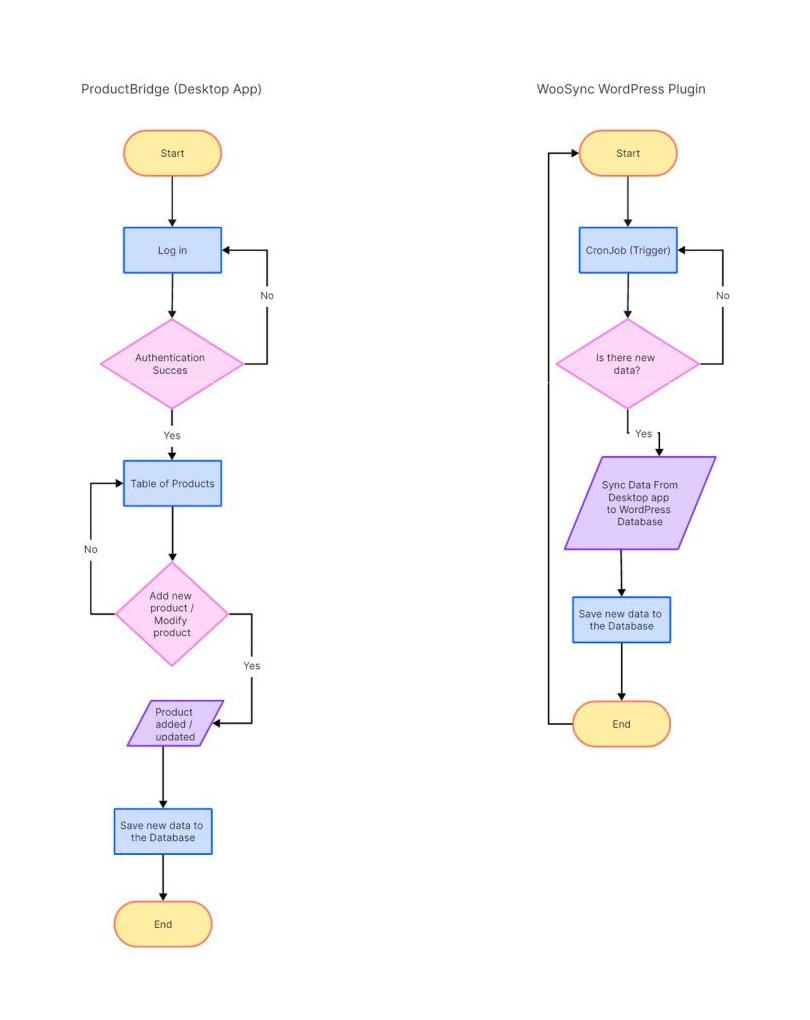 ProductBridge (Desktop App)
Start
Log in
No
Authentication
Succes
Yes
Table of Products
No
Add new
product /
Modify
product
Yes
Product
added /
updated
Save new data to
the Database
End
WooSync WordPress Plugin
Start
CronJob (Trigger)
No
Is there new
data?
Yes
Sync Data From
Desktop app
to WordPress
Database
Save new data to
the Database
End